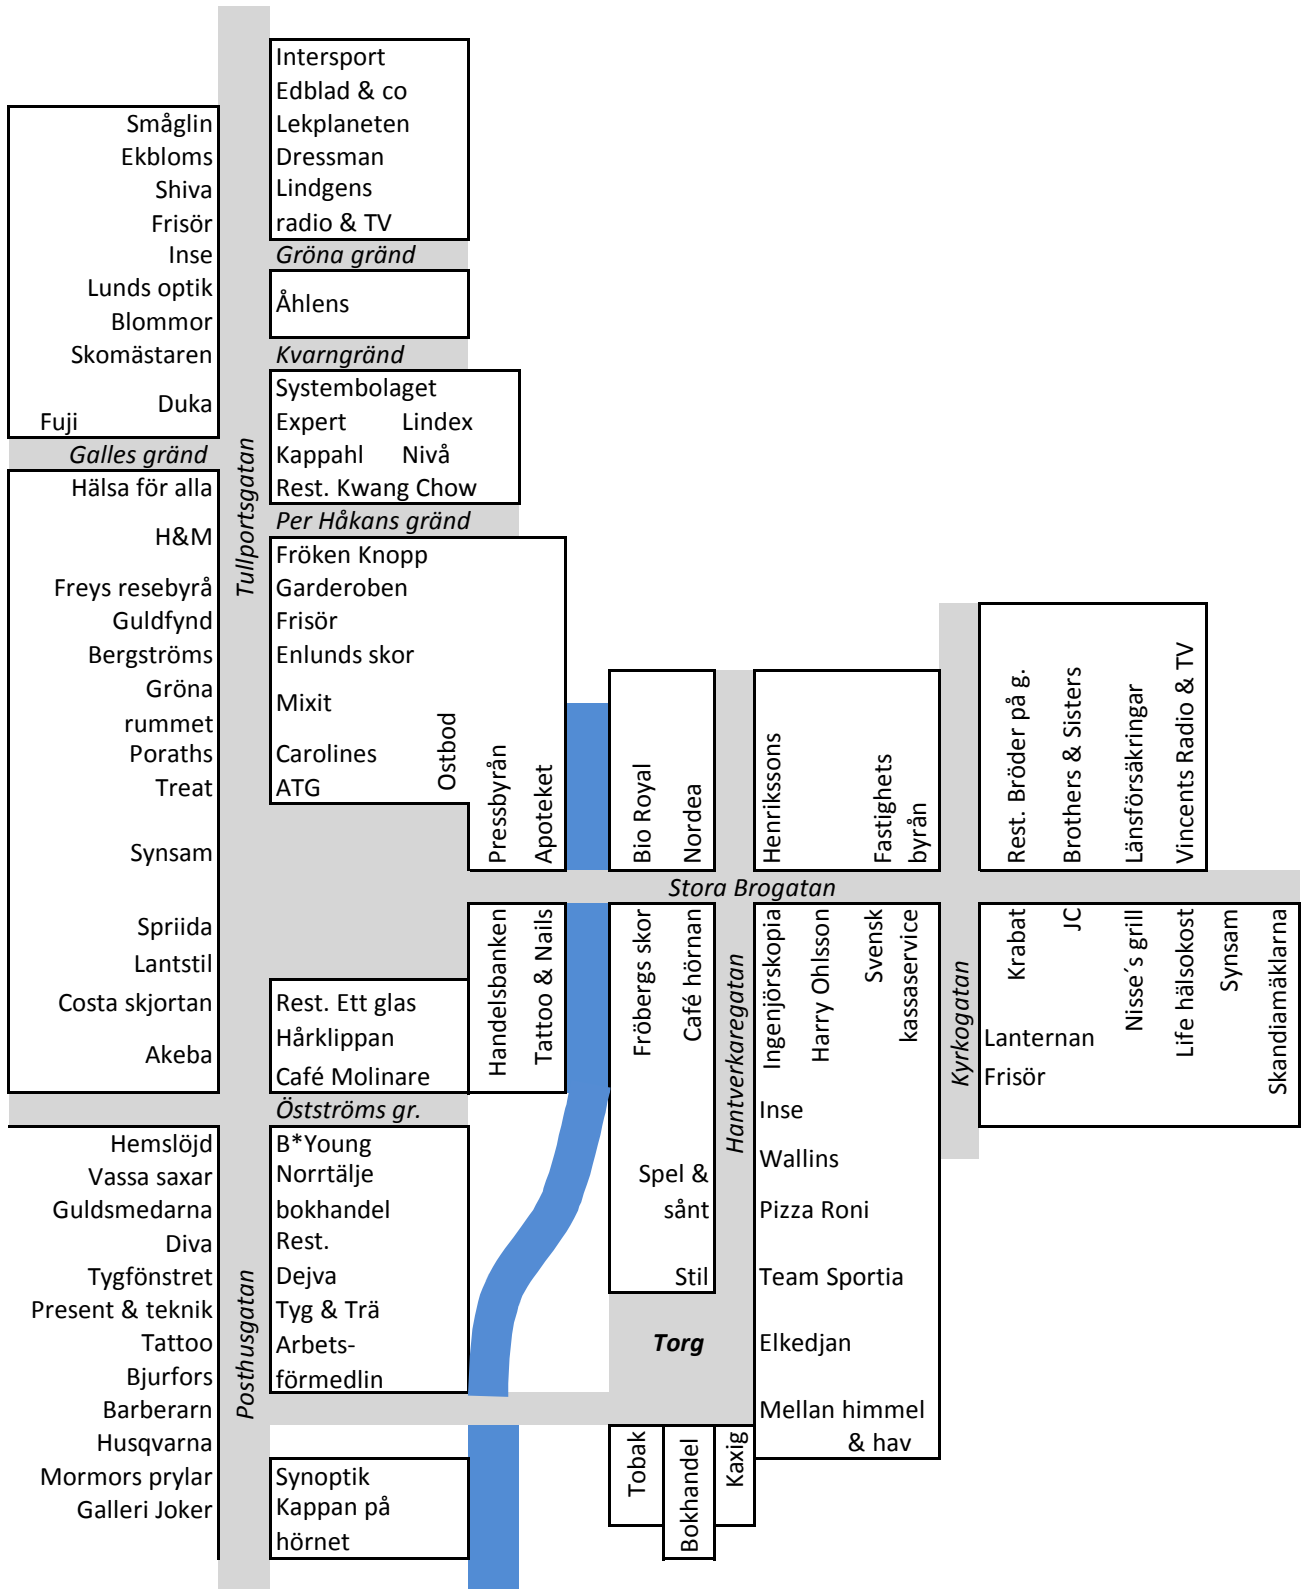 Intersport
Edblad & co
Lekplaneten
Dressman
Lindgens
radio & TV
Gröna gränd
Åhlens
Kvarngränd
Systembolaget
Expert Lindex
Kappahl Nivå
Rest. Kwang Chow
Per Håkans gränd
Fröken Knopp
Garderoben
Frisör
Enlunds skor
Mixit
Carolines
ATG
Ostbod
Pressbyrån
Apoteket
Småglin
Ekbloms
Shiva
Frisör
Inse
Lunds optik
Blommor
Skomästaren
Duka
Fuji
Galles gränd
Hälsa för alla
H&M
Freys resebyrå
Guldfynd
Bergströms
Gröna
rummet
Poraths
Treat
Synsam
Spriida
Lantstil
Costa skjortan
Akeba
Tullportsgatan
Bio Royal
Nordea
Henrikssons
Fastighets
byrån
Rest. Bröder på g.
Brothers & Sisters
Länsförsäkringar
Vincents Radio & TV
Stora Brogatan
Rest. Ett glas
Hårklippan
Café Molinare
Handelsbanken
Tattoo & Nails
Fröbergs skor
Café hörnan
Spel &
sånt
Stil
Hantverkaregatan
Ingenjörskopia
Harry Ohlsson
Svensk
kassaservice
Inse
Wallins
Pizza Roni
Team Sportia
Elkedjan
Mellan himmel
& hav
Kyrkogatan
Krabat
JC
Nisse´s grill
Life hälsokost
Synsam
Skandiamäklarna
Lanternan
Frisör
Östströms gr.
Hemslöjd
Vassa saxar
Guldsmedarna
Diva
Tygfönstret
Present & teknik
Tattoo
Bjurfors
Barberarn
Husqvarna
Mormors prylar
Galleri Joker
Posthusgatan
B*Young
Norrtälje
bokhandel
Rest.
Dejva
Tyg & Trä
Arbets-
förmedlin
Torg
Synoptik
Kappan på
hörnet
Tobak
Bokhandel
Kaxig